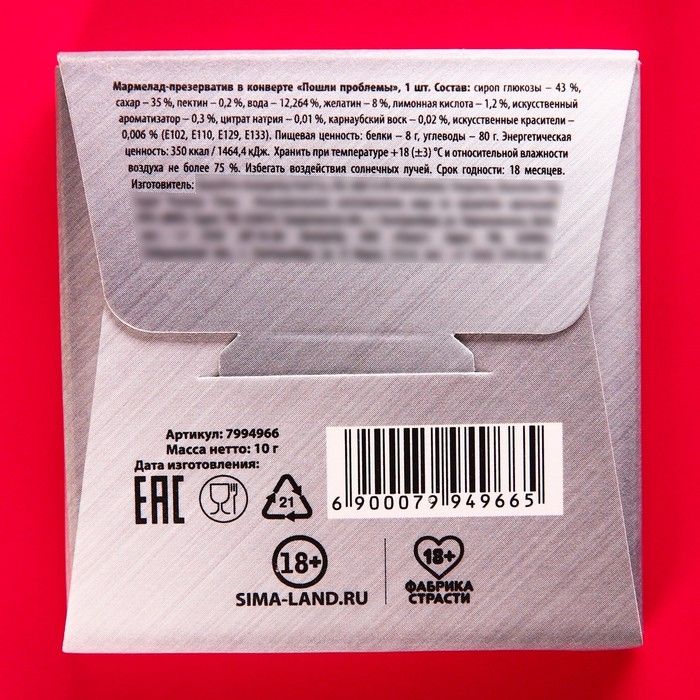 Мармелад-презерватив в конверте «Пошли проблемы», 1 шт. Состав: сироп глюкозы – 43 %,
сахар – 35 %, пектин – 0,2 %, вода – 12,264 %, желатин – 8 %, лимонная кислота – 1,2 %, искусственный
ароматизатор – 0,3 %, цитрат натрия – 0,01 %, карнаубский воск – 0,02 %, искусственные красители –
0,006 % (Е102, Е110, Е129, Е133). Пищевая ценность: белки – 8 г, углеводы – 80 г. Энергетическая
ценность: 350 ккал / 1464,4 кДж. Хранить при температуре +18 (±3) °С и относительной влажности
воздуха не более 75 %. Избегать воздействия солнечных лучей. Срок годности: 18 месяцев.
Изготовитель:
Артикул: 7994966
Масса нетто: 10 г
Дата изготовления:
ЕАС
21
6 900079 949665
18+
SIMA-LAND.RU
18+
ФАБРИКА
СТРАСТИ